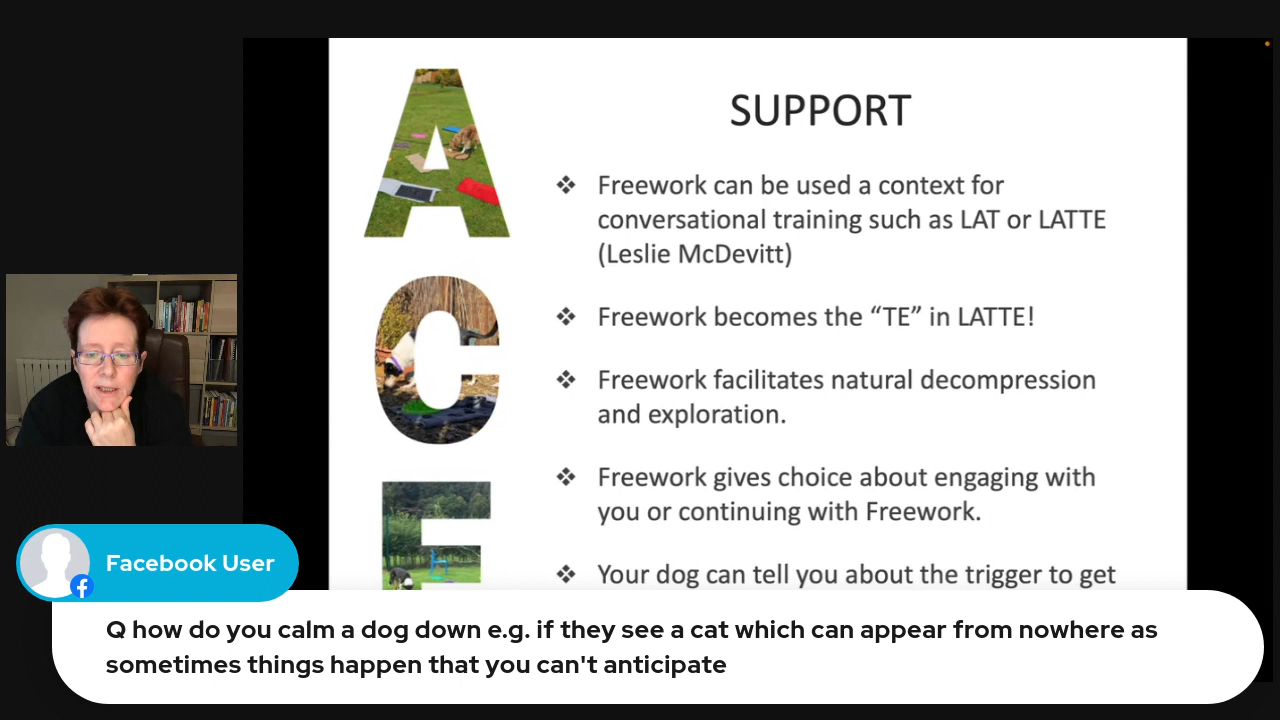 A
C
E
SUPPORT
❖ Freework can be used a context for
conversational training such as LAT or LATTE
(Leslie McDevitt)
❖ Freework becomes the “TE” in LATTE!
❖ Freework facilitates natural decompression
and exploration.
❖ Freework gives choice about engaging with
you or continuing with Freework.
❖ Your dog can tell you about the trigger to get
Facebook User
Q how do you calm a dog down e.g. if they see a cat which can appear from nowhere as
sometimes things happen that you can't anticipate